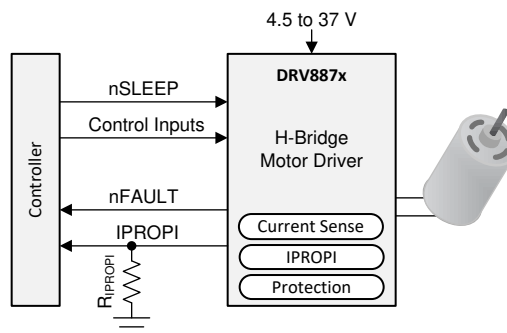 4.5 to 37 V
DRV887x
nSLEEP
Control Inputs
H-Bridge
Motor Driver
Controller
nFAULT
IPROPI
RIPROPI
Current Sense
IPROPI
Protection